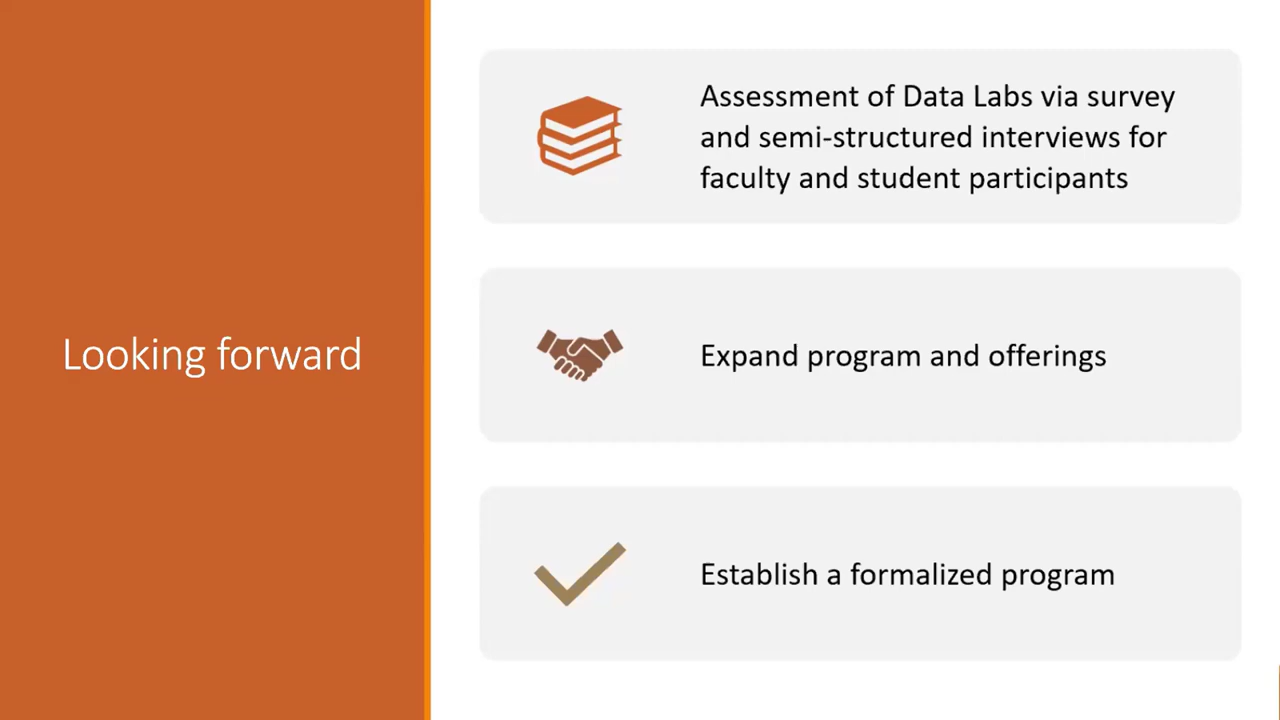 Looking forward
Assessment of Data Labs via survey
and semi-structured interviews for
faculty and student participants
Expand program and offerings
Establish a formalized program